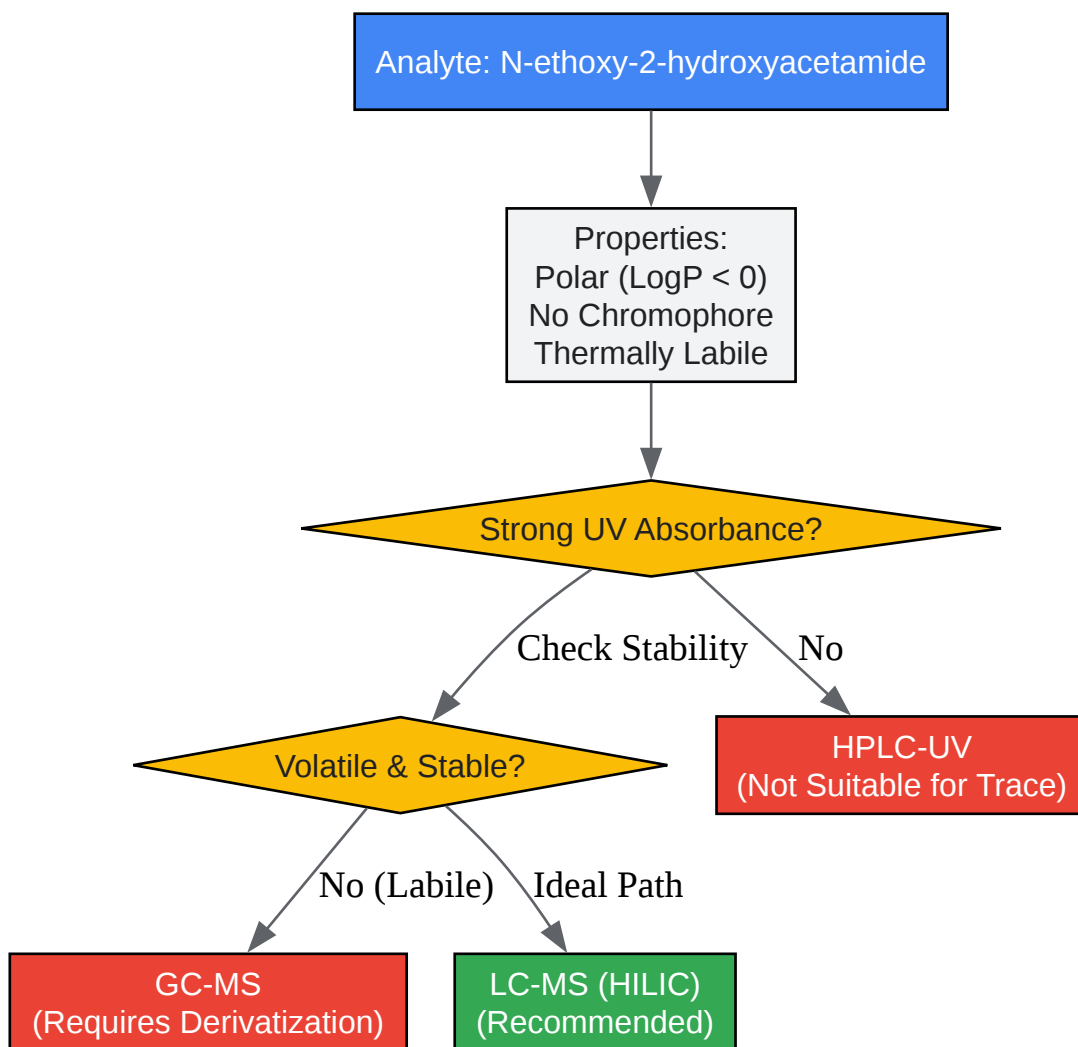 Analyte: N-ethoxy-2-hydroxyacetamide
Properties:
Polar (LogP < 0)
No Chromophore
Thermally Labile
Strong UV Absorbance?
Check Stability
No
Volatile & Stable?
HPLC-UV
(Not Suitable for Trace)
No (Labile)
Ideal Path
GC-MS
(Requires Derivatization)
LC-MS (HILIC)
(Recommended)